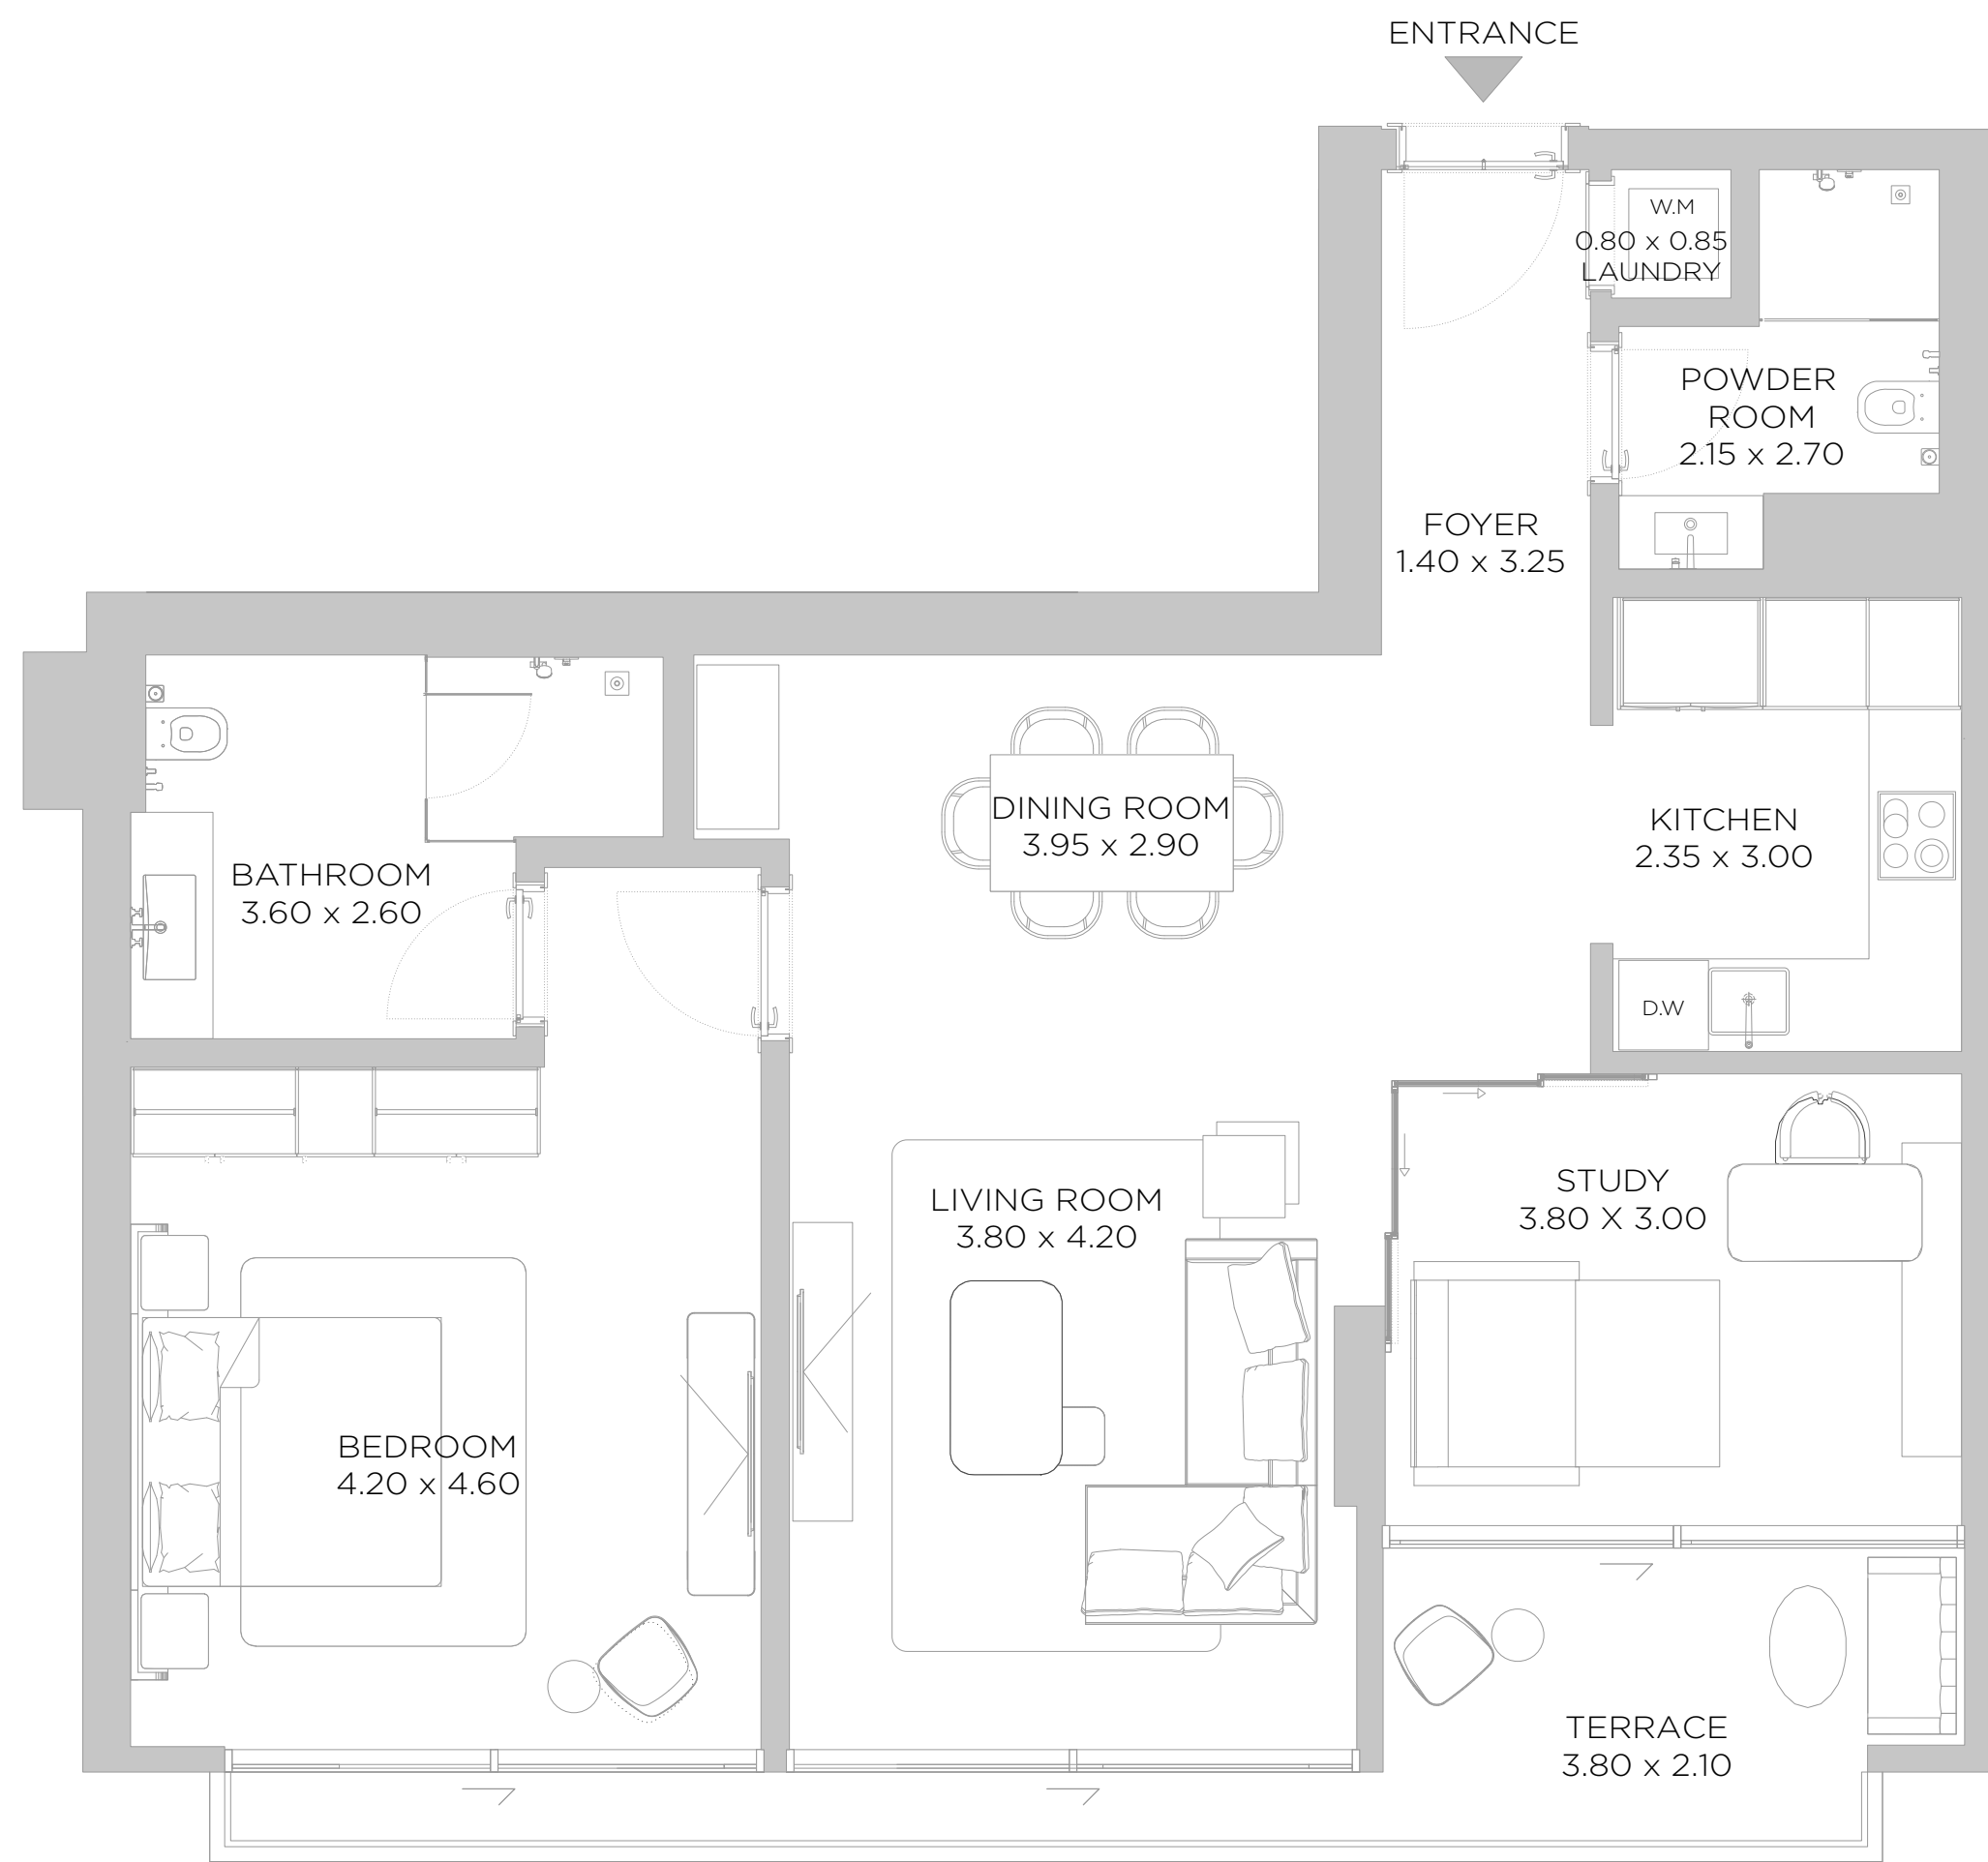 ENTRANCE
W.M
0.80 x 0.85
LAUNDRY
POWDER
ROOM
2.15 x 2.70
FOYER
1.40 x 3.25
DINING ROOM
3.95 x 2.90
KITCHEN
2.35 x 3.00
BATHROOM
3.60 x 2.60
D.W
STUDY
3.80 X 3.00
LIVING ROOM
3.80 x 4.20
BEDROOM
4.20 x 4.60
TERRACE
3.80 x 2.10